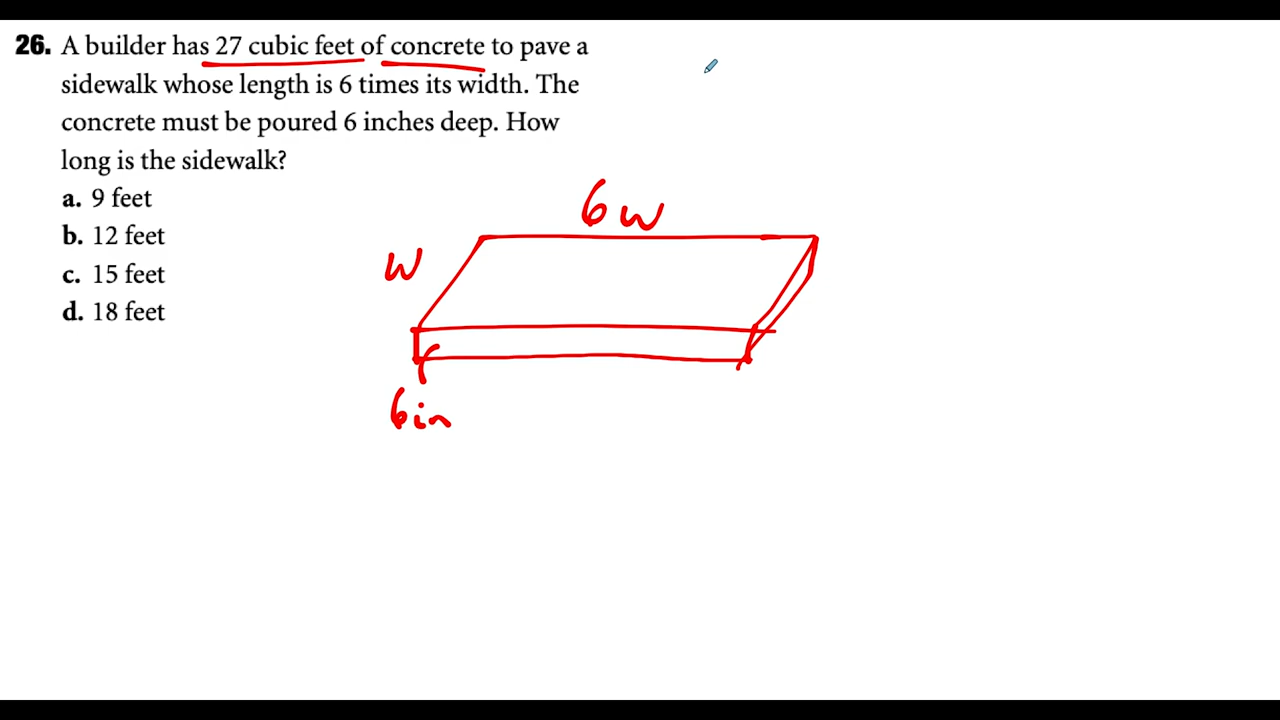 26. A builder has 27 cubic feet of concrete to pave a
sidewalk whose length is 6 times its width. The
concrete must be poured 6 inches deep. How
long is the sidewalk?
a. 9 feet
b. 12 feet
c. 15 feet
d. 18 feet
6w
w
6in